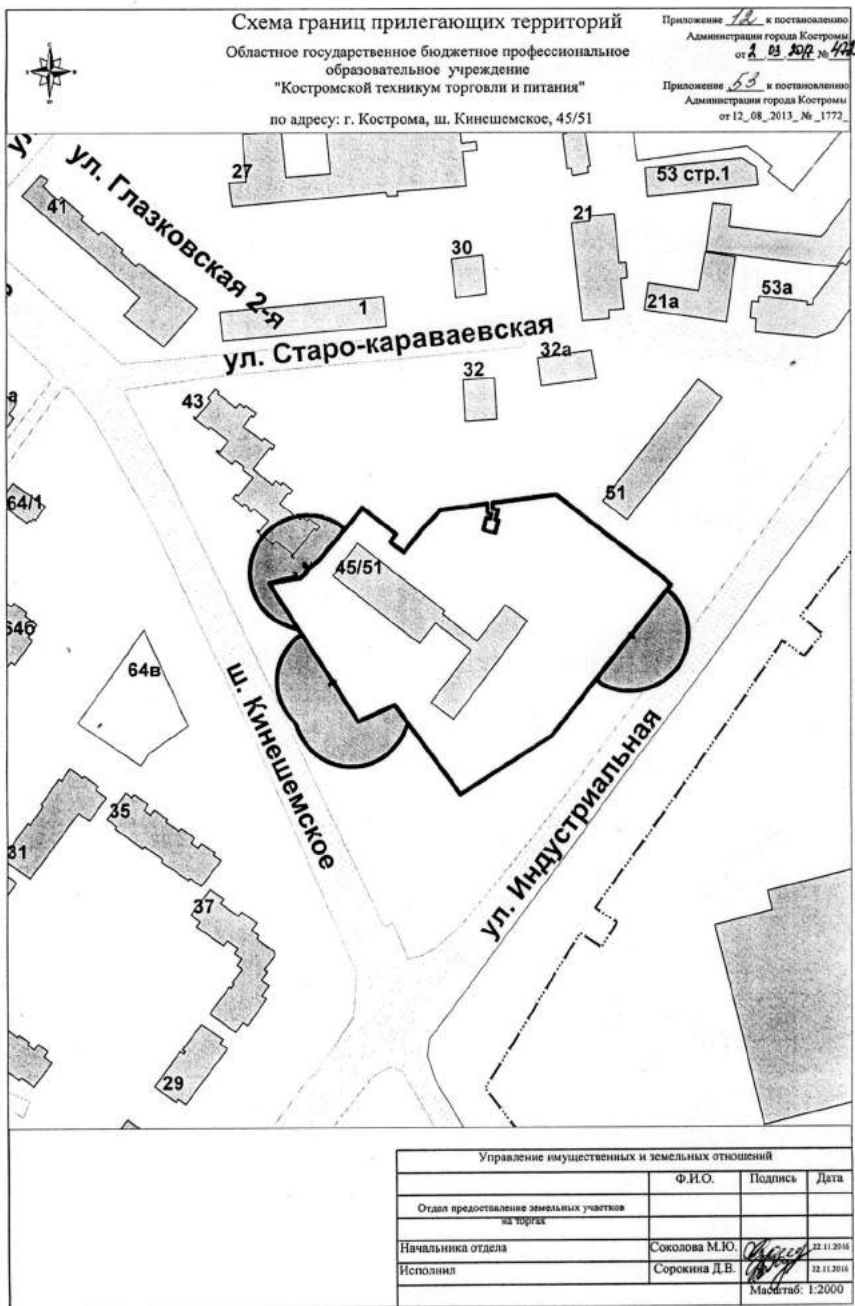 Схема границ прилегающих территорий
Областное государственное бюджетное профессиональное
образовательное учреждение
"Костромской техникум торговли и питания"
по адресу: г. Кострома, ш. Кинешемское, 45/51
Приложение 12 к постановлению
Администрации города Костромы
от 2 03 2017 № 472
Приложение 53 к постановлению
Администрации города Костромы
от 12_08_2013_ № _1772_
ул. Глазковская 2-я
41
27
53 стр.1
21
30
1
21а
53а
ул. Старо-караваевская
32а
32
43
51
64/1
45/51
64б
64в
ш. Кинешемское
ул. Индустриальная
35
31
37
29
Управление имущественных и земельных отношений
Ф.И.О. Подпись Дата
Отдел предоставление земельных участков
на торгах
Начальника отдела Соколова М.Ю. 22.11.2016
Исполнил Сорокина Д.В. 22.11.2016
Масштаб: 1:2000